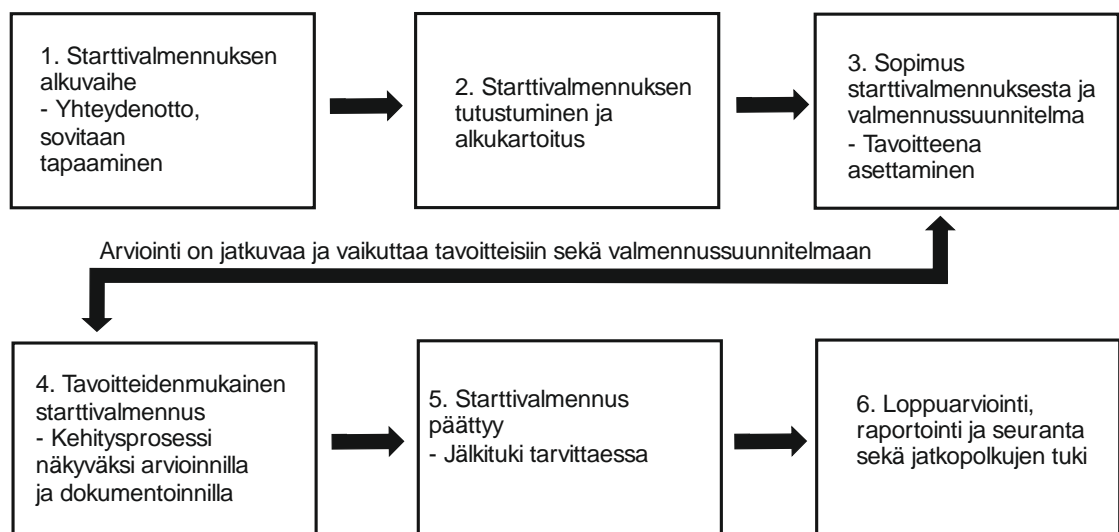 1. Starttivalmennuksen
alkuvaihe
- Yhteydenotto,
sovitaan
tapaaminen
2. Starttivalmennuksen
tutustuminen ja
alkukartoitus
3. Sopimus
starttivalmennuksesta ja
valmennussuunnitelma
- Tavoitteena
asettaminen
Arviointi on jatkuvaa ja vaikuttaa tavoitteisiin sekä valmennussuunnitelmaan
4. Tavoitteidenmukainen
starttivalmennus
- Kehitysprosessi
näkyväksi arvioinnilla
ja dokumentoinnilla
5. Starttivalmennus
päättyy
- Jälkituki tarvittaessa
6. Loppuarviointi,
raportointi ja seuranta
sekä jatkopolkujen tuki